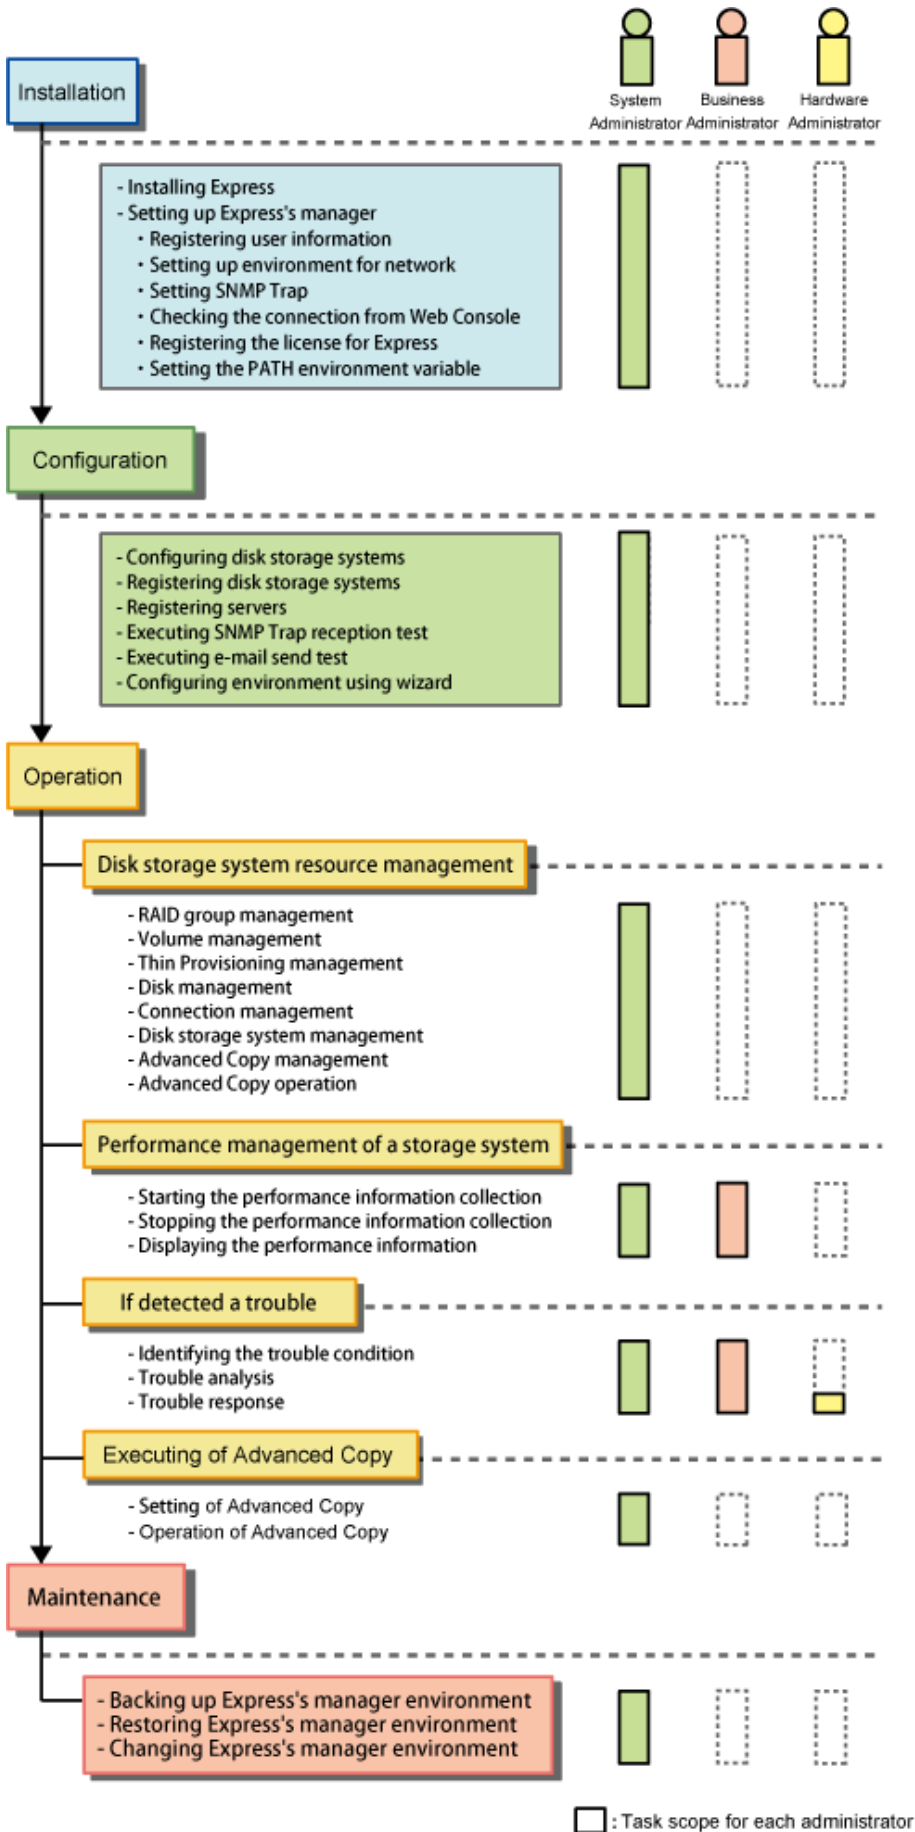 Installation
System Administrator
Business Administrator
Hardware Administrator
- Installing Express
- Setting up Express's manager
・Registering user information
・Setting up environment for network
・Setting SNMP Trap
・Checking the connection from Web Console
・Registering the license for Express
・Setting the PATH environment variable
Configuration
- Configuring disk storage systems
- Registering disk storage systems
- Registering servers
- Executing SNMP Trap reception test
- Executing e-mail send test
- Configuring environment using wizard
Operation
Disk storage system resource management
- RAID group management
- Volume management
- Thin Provisioning management
- Disk management
- Connection management
- Disk storage system management
- Advanced Copy management
- Advanced Copy operation
Performance management of a storage system
- Starting the performance information collection
- Stopping the performance information collection
- Displaying the performance information
If detected a trouble
- Identifying the trouble condition
- Trouble analysis
- Trouble response
Executing of Advanced Copy
- Setting of Advanced Copy
- Operation of Advanced Copy
Maintenance
- Backing up Express's manager environment
- Restoring Express's manager environment
- Changing Express's manager environment
: Task scope for each administrator